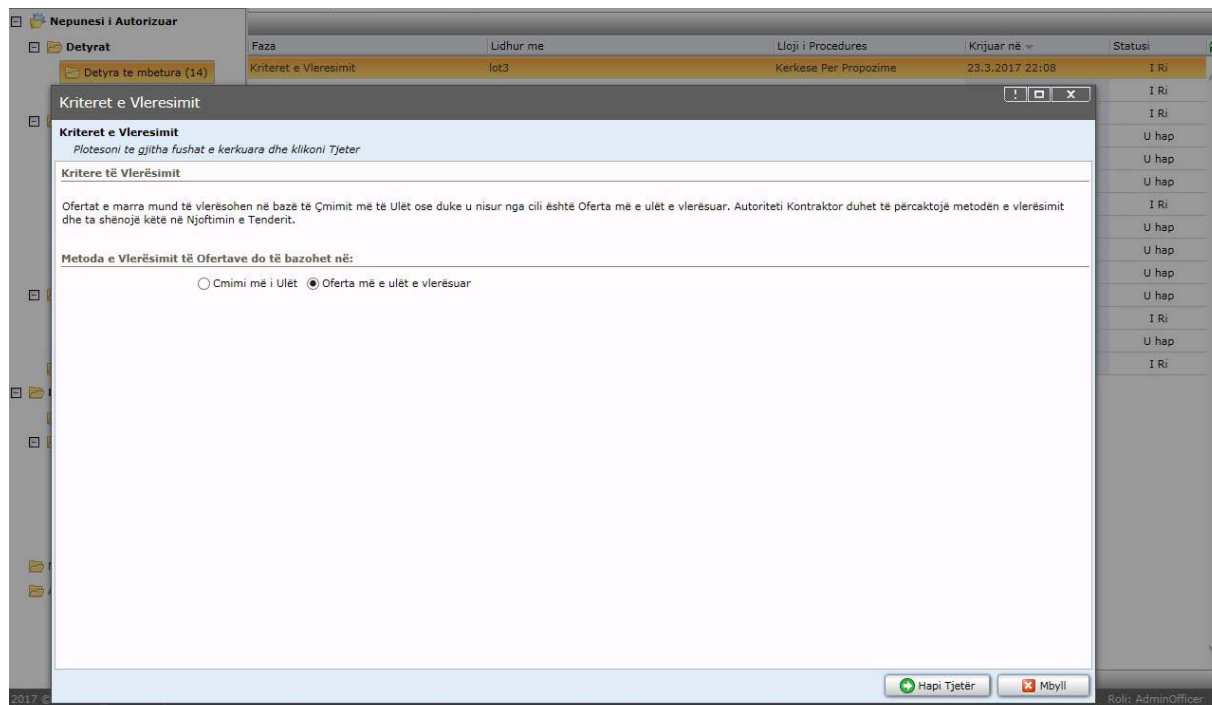 Nepunesi i Autorizuar
Detyrat
Detyra te mbetura (14)
Faza Lidhur me Lloji i Procedures Krijuar në Statusi
Kriteret e Vleresimit lot3 Kerkese Per Propozime 23.3.2017 22:08 I Ri
I Ri
I Ri
U hap
U hap
U hap
I Ri
U hap
U hap
U hap
U hap
I Ri
U hap
I Ri
Kriteret e Vleresimit
! X
Kriteret e Vleresimit
Plotesoni te gjitha fushat e kerkuara dhe klikoni Tjeter
Kritere të Vlerësimit
Ofertat e marra mund të vlerësohen në bazë të Çmimit më të Ulët ose duke u nisur nga cili është Oferta më e ulët e vlerësuar. Autoriteti Kontraktor duhet të përcaktojë metodën e vlerësimit
dhe ta shënojë këtë në Njoftimin e Tenderit.
Metoda e Vlerësimit të Ofertave do të bazohet në:
Cmimi më i Ulët Oferta më e ulët e vlerësuar
Hapi Tjetër Mbyll
2017 © Roli: AdminOfficer